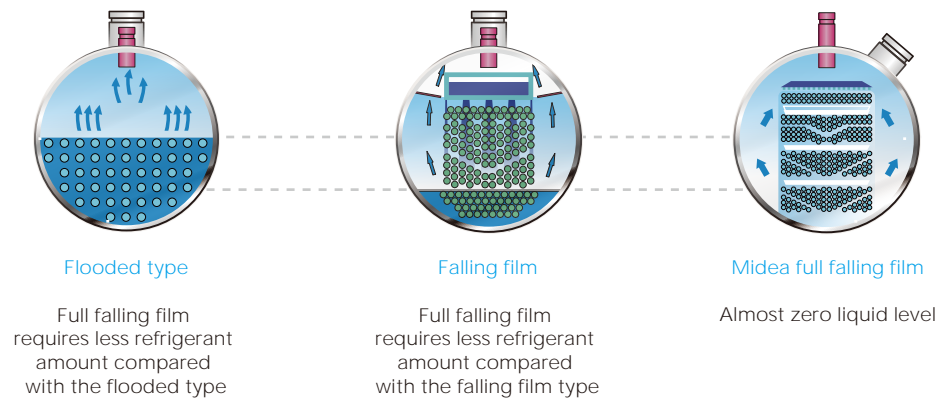 Flooded type
Full falling film
requires less refrigerant
amount compared
with the flooded type
Falling film
Full falling film
requires less refrigerant
amount compared
with the falling film type
Midea full falling film
Almost zero liquid level